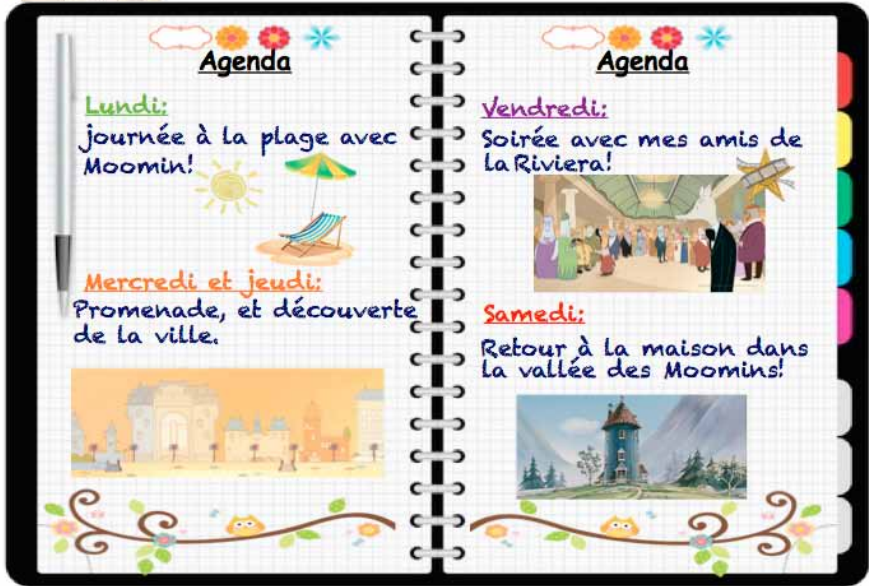 Agenda
Lundi:
journée à la plage avec
Moomin!
Mercredi et jeudi:
Promenade, et découverte
de la ville.
Agenda
Vendredi:
Soirée avec mes amis de
la Riviera!
Samedi:
Retour à la maison dans
la vallée des Moomins!